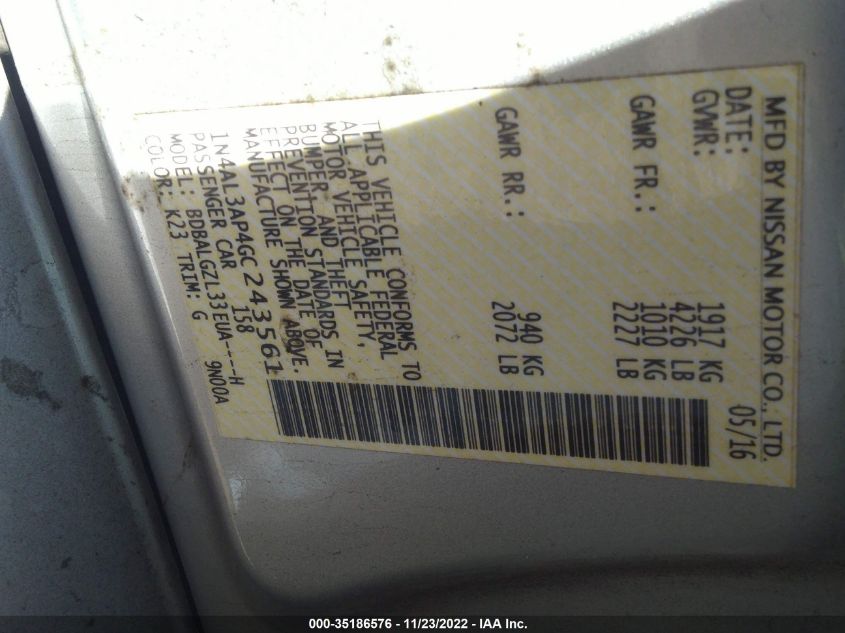 MFD BY NISSAN MOTOR CO., LTD.
DATE: 05/16
GVWR: 1917 KG
4226 LB
GAWR FR.: 1010 KG
2227 LB
GAWR RR.: 940 KG
2072 LB
THIS VEHICLE CONFORMS TO
ALL APPLICABLE FEDERAL
MOTOR VEHICLE SAFETY,
BUMPER, AND THEFT
PREVENTION STANDARDS IN
EFFECT ON THE DATE OF
MANUFACTURE SHOWN ABOVE.
1N4AL3AP4GC243561
PASSENGER CAR 158
MODEL: BDBALGZL33EUA----H
COLOR: K23 TRIM: G 9N00A
000-35186576 - 11/23/2022 - IAA Inc.